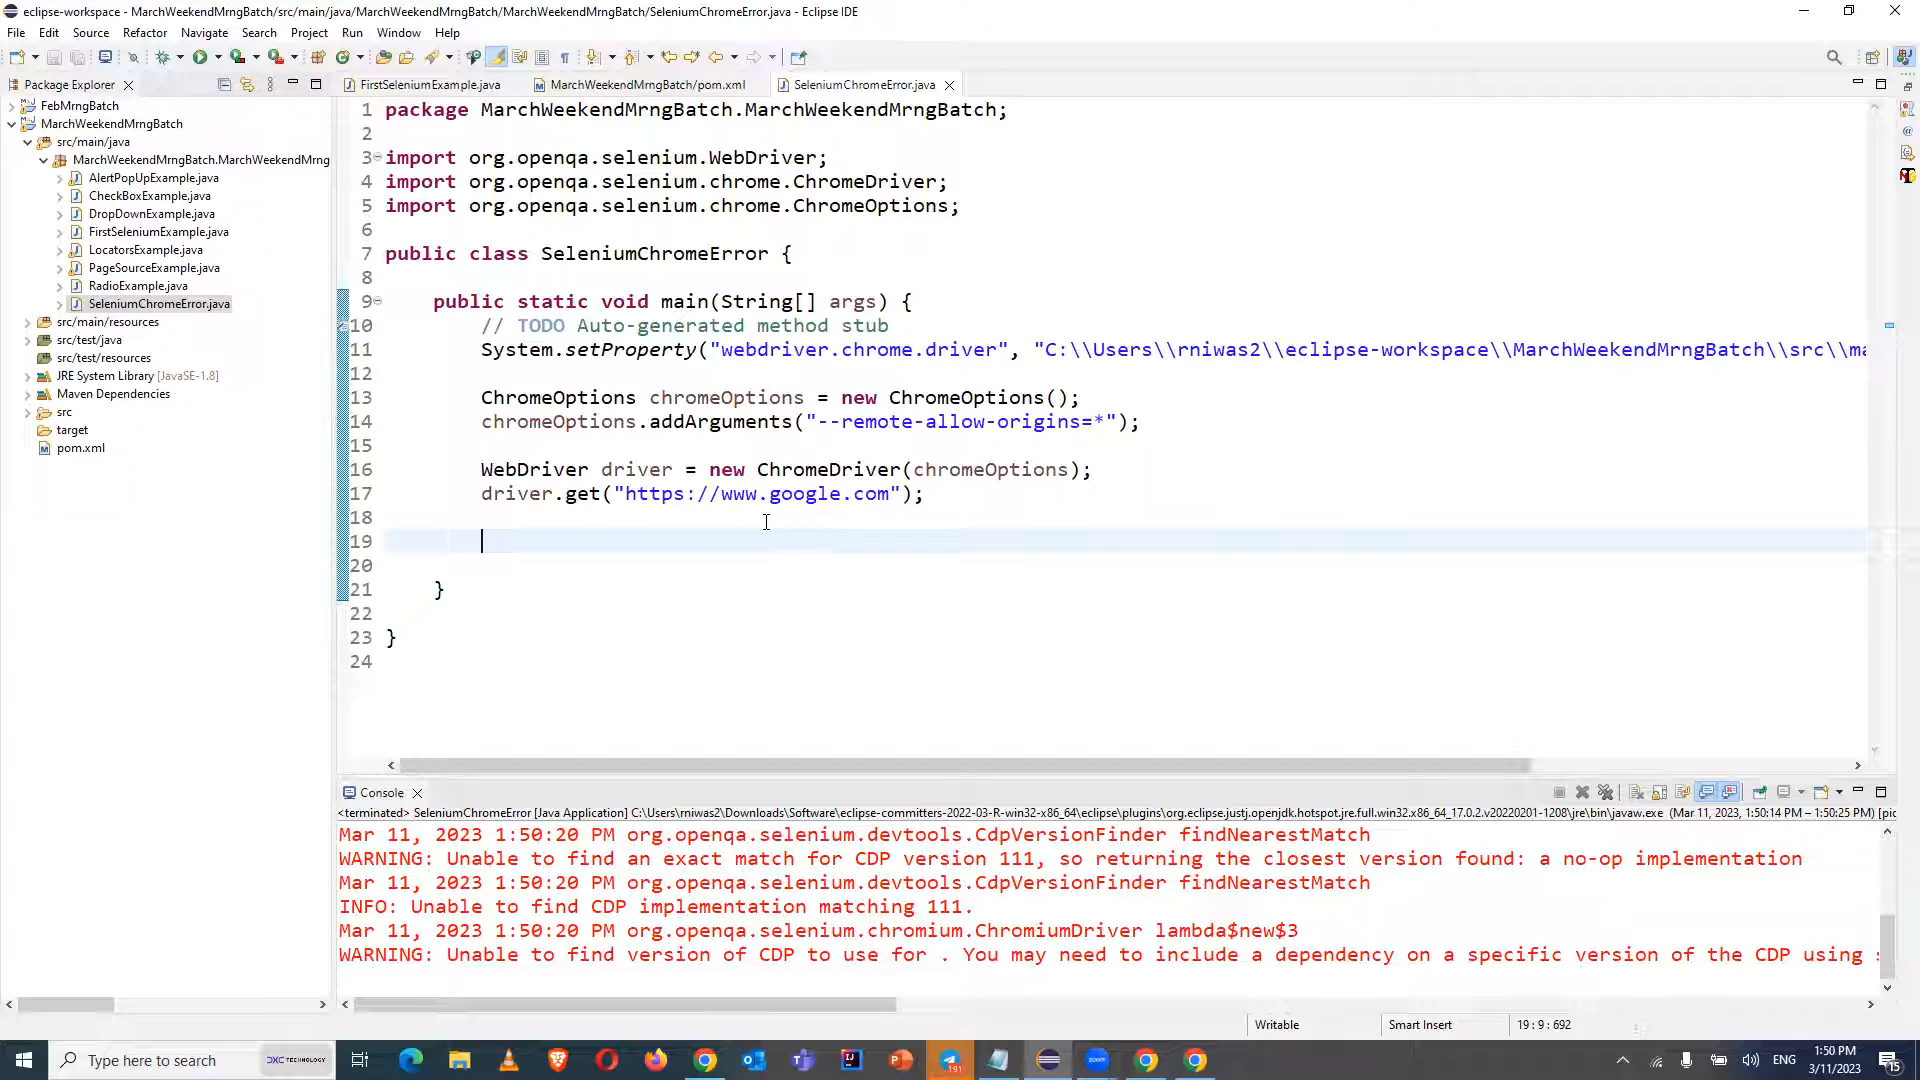 eclipse-workspace - MarchWeekendMrngBatch/src/main/java/MarchWeekendMrngBatch/MarchWeekendMrngBatch/SeleniumChromeError.java - Eclipse IDE
File Edit Source Refactor Navigate Search Project Run Window Help
Package Explorer
FebMrngBatch
MarchWeekendMrngBatch
src/main/java
MarchWeekendMrngBatch.MarchWeekendMrng
AlertPopUpExample.java
CheckBoxExample.java
DropDownExample.java
FirstSeleniumExample.java
LocatorsExample.java
PageSourceExample.java
RadioExample.java
SeleniumChromeError.java
src/main/resources
src/test/java
src/test/resources
JRE System Library [JavaSE-1.8]
Maven Dependencies
src
target
pom.xml
FirstSeleniumExample.java MarchWeekendMrngBatch/pom.xml SeleniumChromeError.java
1 package MarchWeekendMrngBatch.MarchWeekendMrngBatch;
2
3 import org.openqa.selenium.WebDriver;
4 import org.openqa.selenium.chrome.ChromeDriver;
5 import org.openqa.selenium.chrome.ChromeOptions;
6
7 public class SeleniumChromeError {
8
9 public static void main(String[] args) {
10 // TODO Auto-generated method stub
11 System.setProperty("webdriver.chrome.driver", "C:\\Users\\rniwas2\\eclipse-workspace\\MarchWeekendMrngBatch\\src\\ma
12
13 ChromeOptions chromeOptions = new ChromeOptions();
14 chromeOptions.addArguments("--remote-allow-origins=*");
15
16 WebDriver driver = new ChromeDriver(chromeOptions);
17 driver.get("https://www.google.com");
18
19
20
21 }
22
23 }
24
Console
<terminated> SeleniumChromeError [Java Application] C:\Users\rniwas2\Downloads\Software\eclipse-committers-2022-03-R-win32-x86_64\eclipse\plugins\org.eclipse.justj.openjdk.hotspot.jre.full.win32.x86_64_17.0.2.v20220201-1208\jre\bin\javaw.exe (Mar 11, 2023, 1:50:14 PM – 1:50:25 PM) [pic
Mar 11, 2023 1:50:20 PM org.openqa.selenium.devtools.CdpVersionFinder findNearestMatch
WARNING: Unable to find an exact match for CDP version 111, so returning the closest version found: a no-op implementation
Mar 11, 2023 1:50:20 PM org.openqa.selenium.devtools.CdpVersionFinder findNearestMatch
INFO: Unable to find CDP implementation matching 111.
Mar 11, 2023 1:50:20 PM org.openqa.selenium.chromium.ChromiumDriver lambda$new$3
WARNING: Unable to find version of CDP to use for . You may need to include a dependency on a specific version of the CDP using
Writable Smart Insert 19 : 9 : 692
Type here to search DXC TECHNOLOGY 191 ENG 1:50 PM
3/11/2023 15